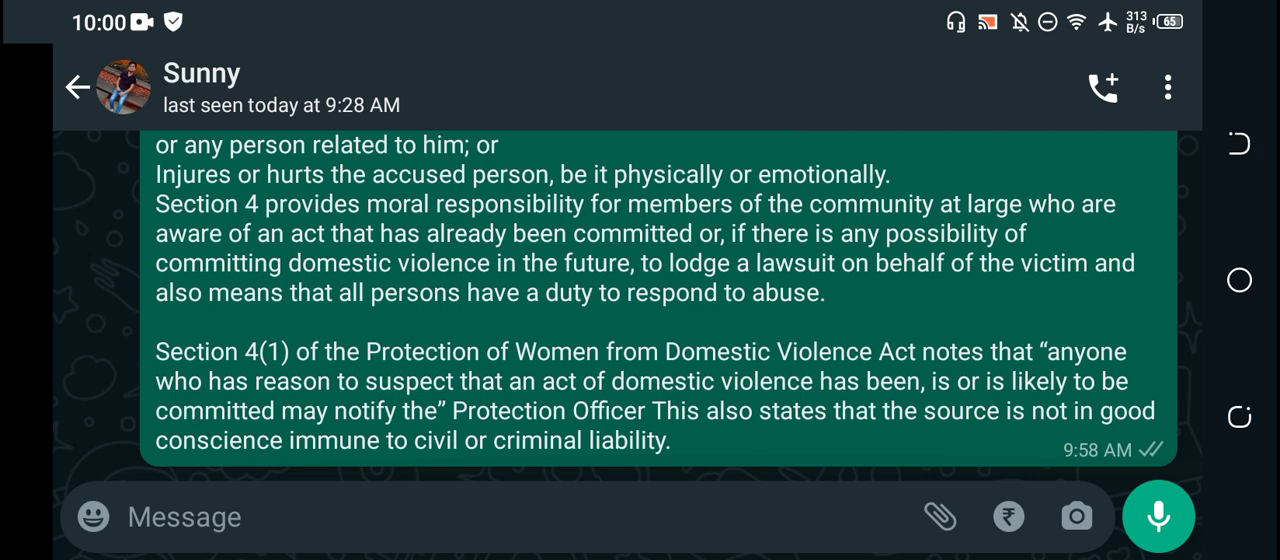 10:00
313
B/s
65
Sunny
last seen today at 9:28 AM
or any person related to him; or
Injures or hurts the accused person, be it physically or emotionally.
Section 4 provides moral responsibility for members of the community at large who are
aware of an act that has already been committed or, if there is any possibility of
committing domestic violence in the future, to lodge a lawsuit on behalf of the victim and
also means that all persons have a duty to respond to abuse.
Section 4(1) of the Protection of Women from Domestic Violence Act notes that “anyone
who has reason to suspect that an act of domestic violence has been, is or is likely to be
committed may notify the” Protection Officer This also states that the source is not in good
conscience immune to civil or criminal liability.
9:58 AM
Message
₹